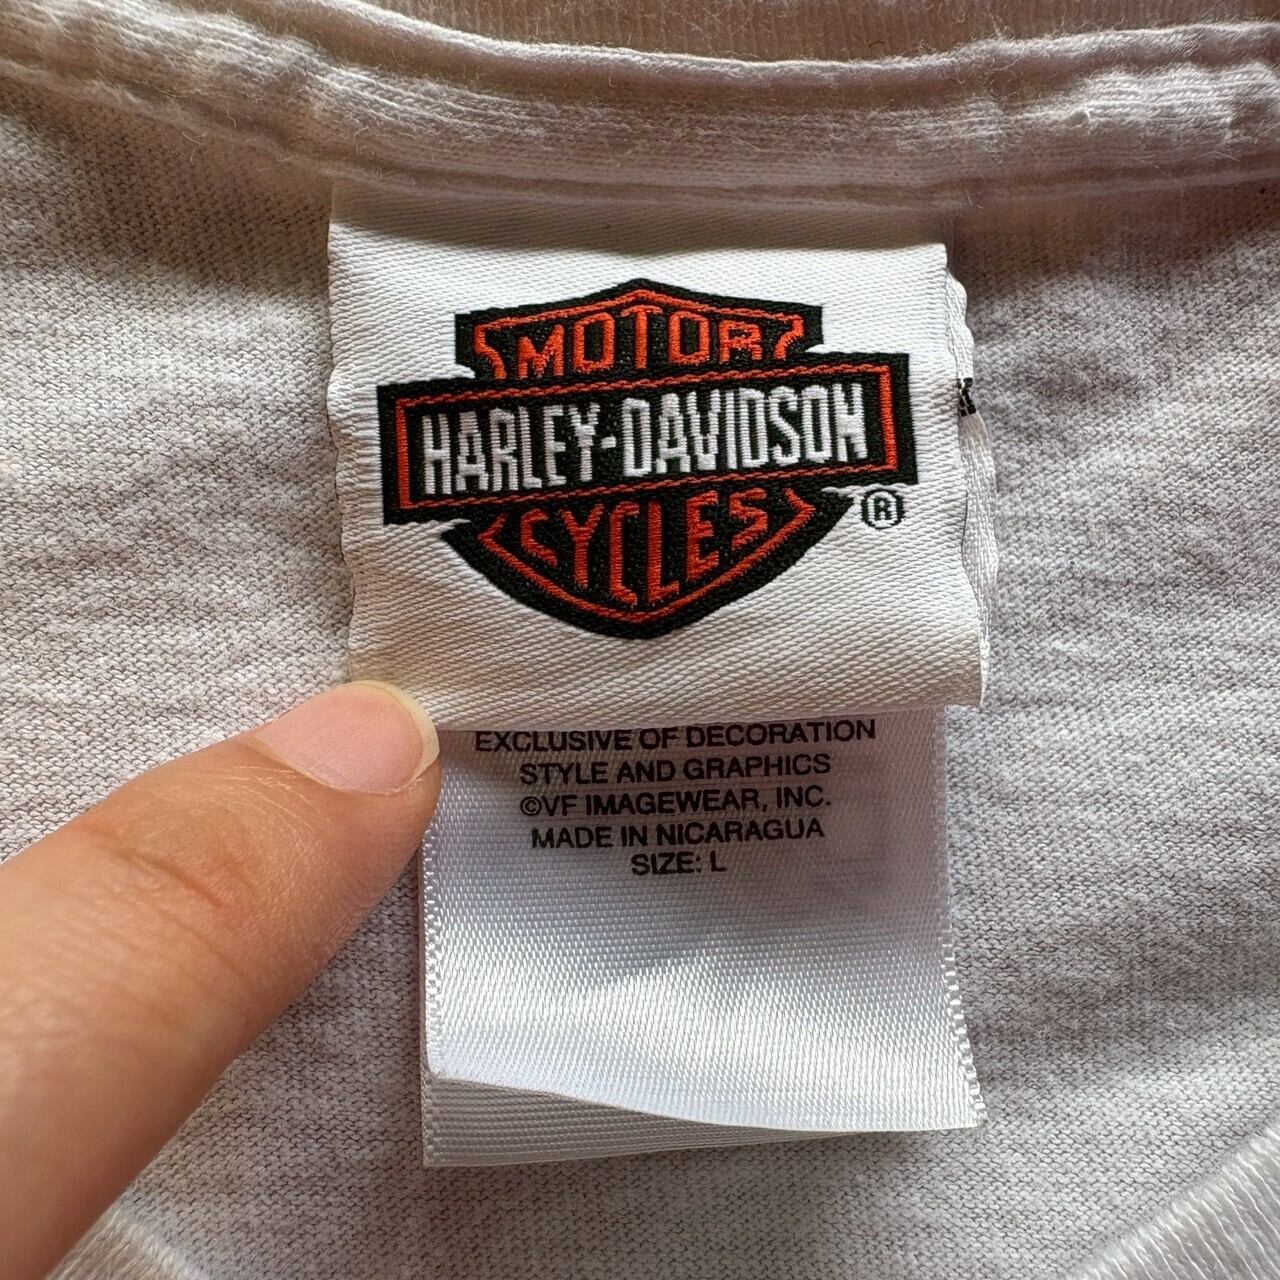 MOTOR
HARLEY-DAVIDSON
CYCLES
®
EXCLUSIVE OF DECORATION
STYLE AND GRAPHICS
©VF IMAGEWEAR, INC.
MADE IN NICARAGUA
SIZE: L